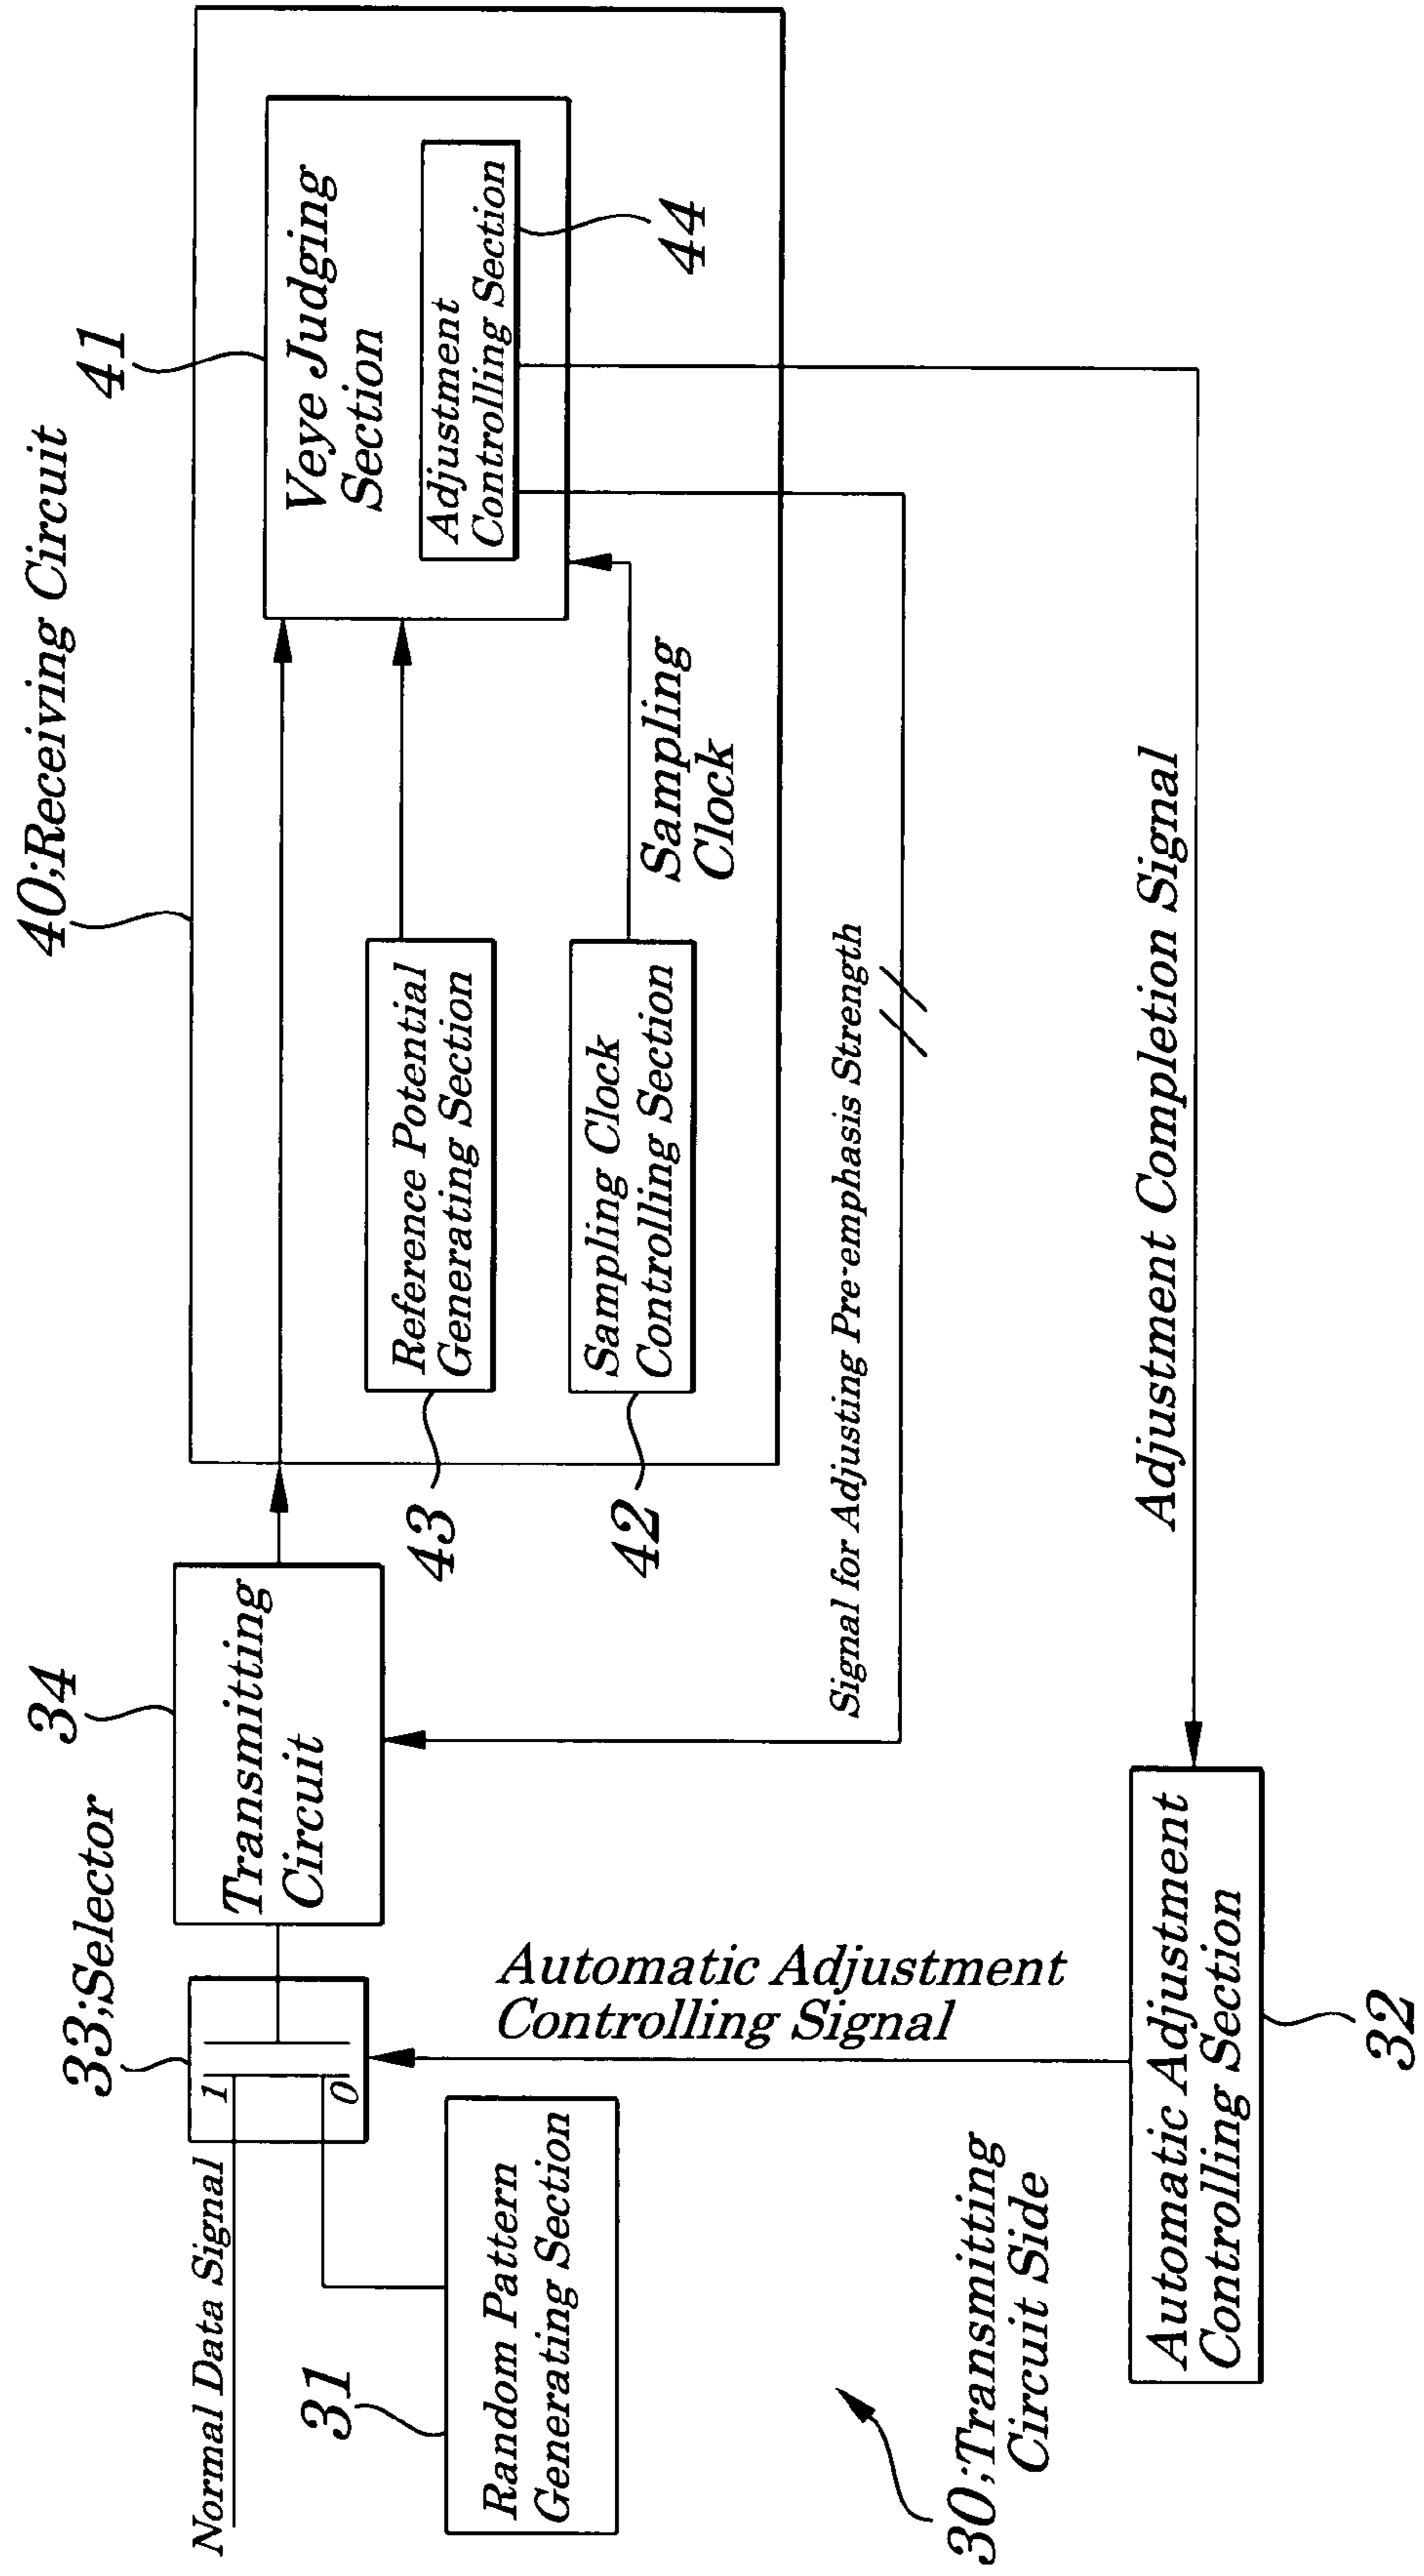 40;Receiving Circuit
41
Veye Judging
Section
Adjustment
Controlling Section
44
Reference Potential
Generating Section
43
Sampling Clock
Controlling Section
42
Sampling
Clock
34
Transmitting
Circuit
33;Selector
1
0
Normal Data Signal
Random Pattern
Generating Section
31
Automatic Adjustment
Controlling Signal
Signal for Adjusting Pre-emphasis Strength
Adjustment Completion Signal
Automatic Adjustment
Controlling Section
32
30;Transmitting
Circuit Side